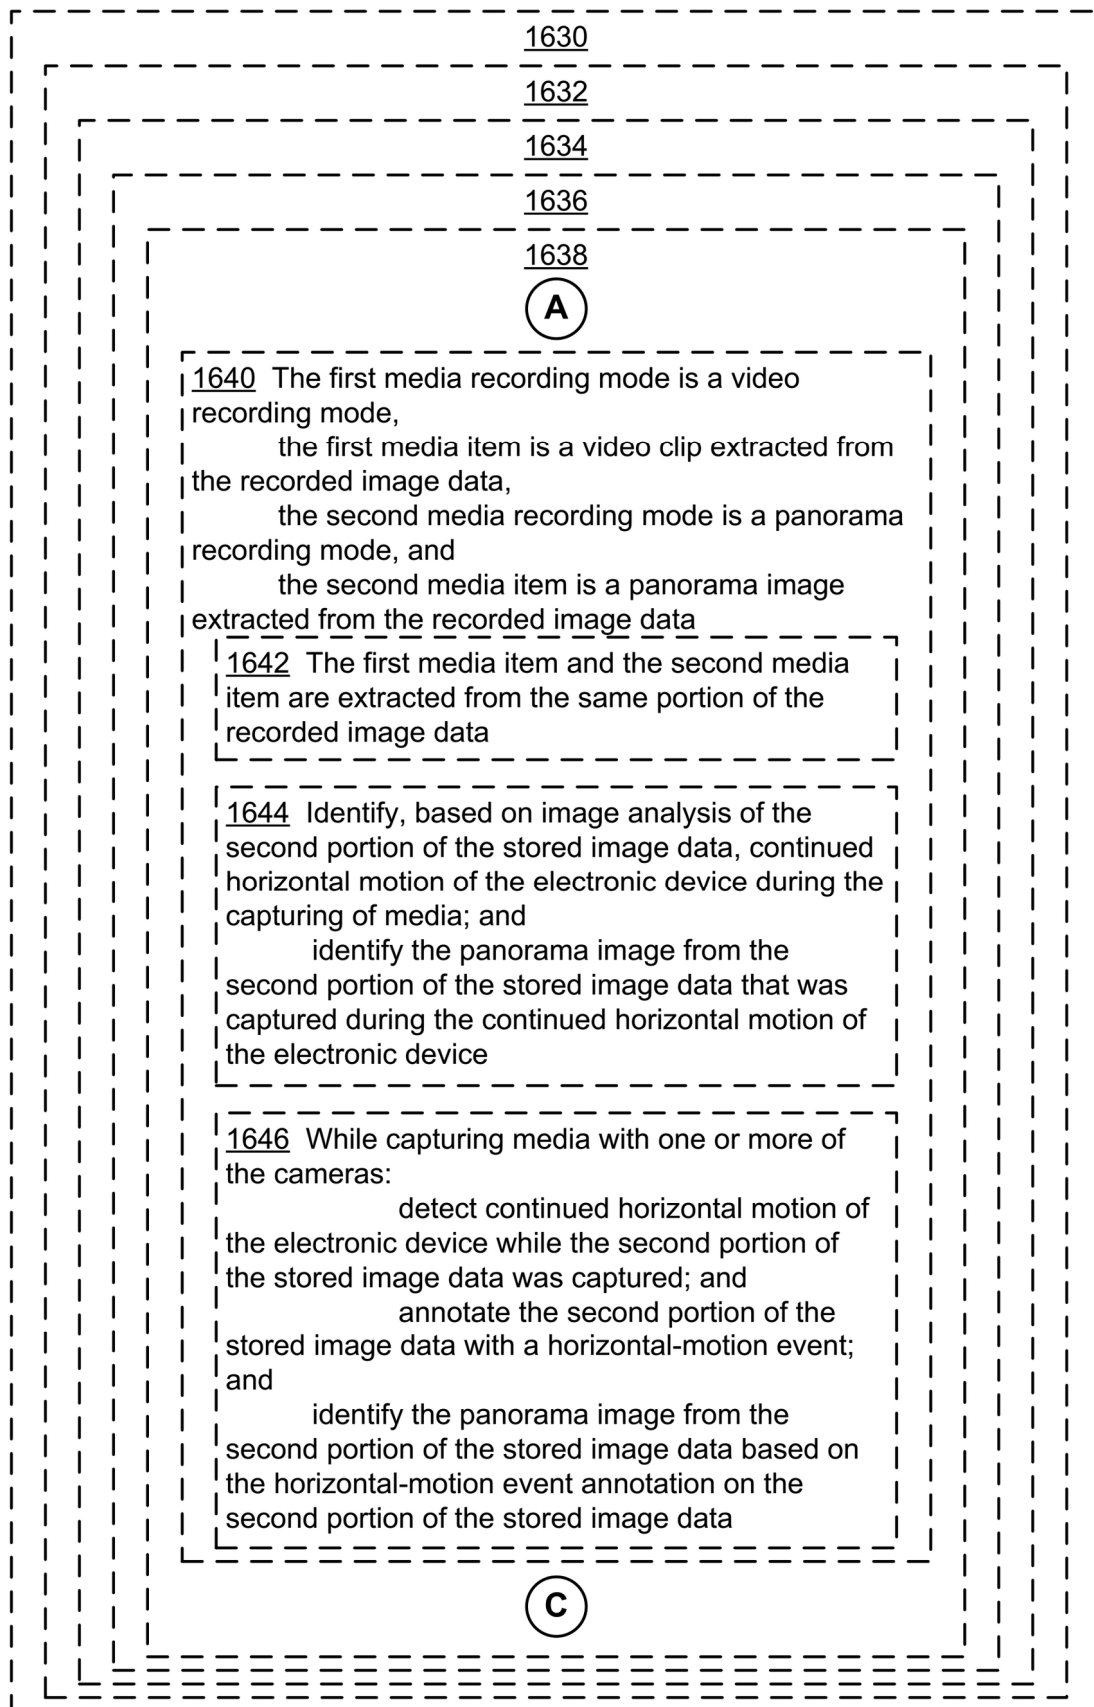 1630
1632
1634
1636
1638
A
1640 The first media recording mode is a video
recording mode,
the first media item is a video clip extracted from
the recorded image data,
the second media recording mode is a panorama
recording mode, and
the second media item is a panorama image
extracted from the recorded image data
1642 The first media item and the second media
item are extracted from the same portion of the
recorded image data
1644 Identify, based on image analysis of the
second portion of the stored image data, continued
horizontal motion of the electronic device during the
capturing of media; and
identify the panorama image from the
second portion of the stored image data that was
captured during the continued horizontal motion of
the electronic device
1646 While capturing media with one or more of
the cameras:
detect continued horizontal motion of
the electronic device while the second portion of
the stored image data was captured; and
annotate the second portion of the
stored image data with a horizontal-motion event;
and
identify the panorama image from the
second portion of the stored image data based on
the horizontal-motion event annotation on the
second portion of the stored image data
C